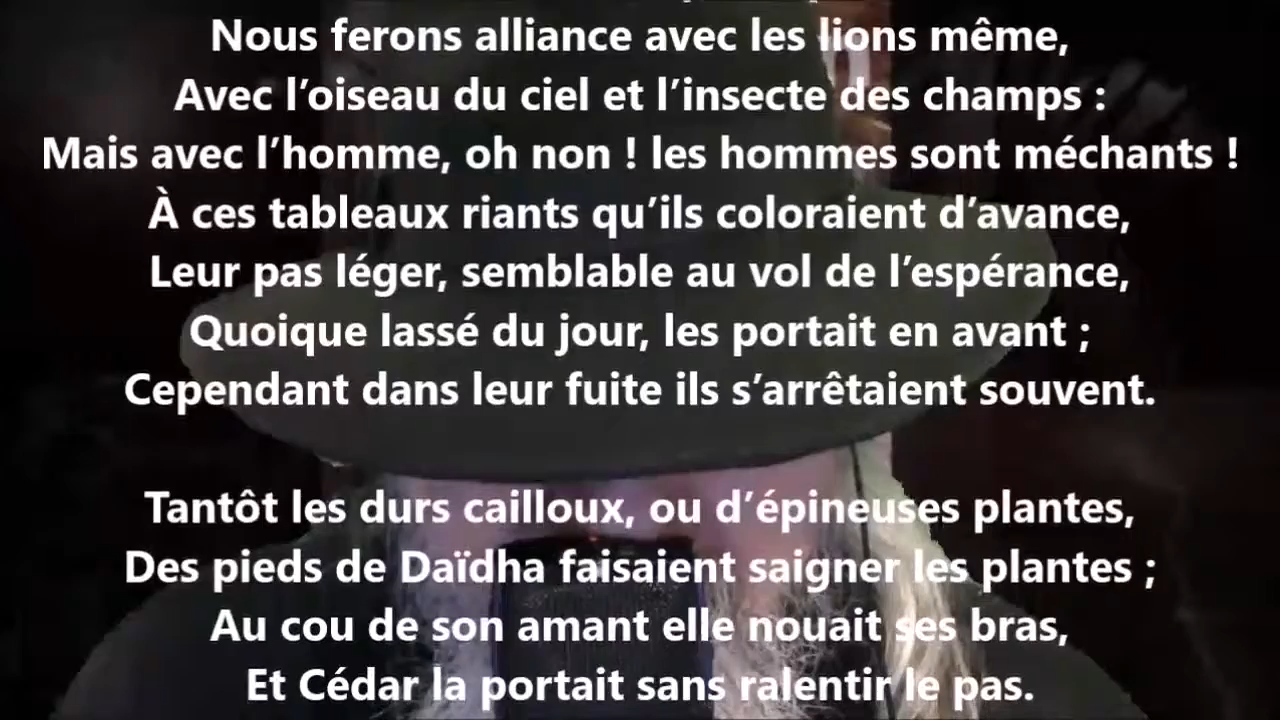 Nous ferons alliance avec les lions même,
Avec l’oiseau du ciel et l’insecte des champs :
Mais avec l’homme, oh non ! les hommes sont méchants !
À ces tableaux riants qu’ils coloraient d’avance,
Leur pas léger, semblable au vol de l’espérance,
Quoique lassé du jour, les portait en avant ;
Cependant dans leur fuite ils s’arrêtaient souvent.
Tantôt les durs cailloux, ou d’épineuses plantes,
Des pieds de Daïdha faisaient saigner les plantes ;
Au cou de son amant elle nouait ses bras,
Et Cédar la portait sans ralentir le pas.